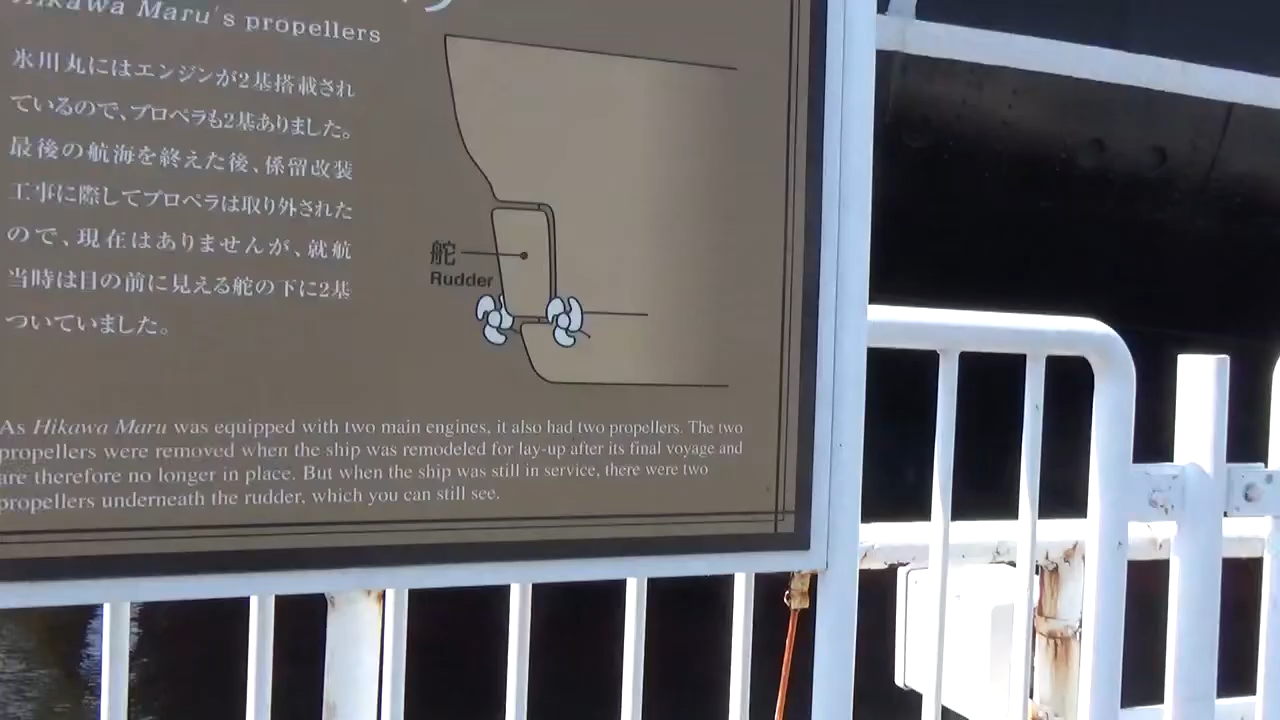 Hikawa Maru's propellers
氷川丸にはエンジンが2基搭載され
ているので、プロペラも2基ありました。
最後の航海を終えた後、係留改装
工事に際してプロペラは取り外された
ので、現在はありませんが、就航
当時は目の前に見える舵の下に2基
ついていました。
舵
Rudder
As Hikawa Maru was equipped with two main engines, it also had two propellers. The two
propellers were removed when the ship was remodeled for lay-up after its final voyage and
are therefore no longer in place. But when the ship was still in service, there were two
propellers underneath the rudder, which you can still see.